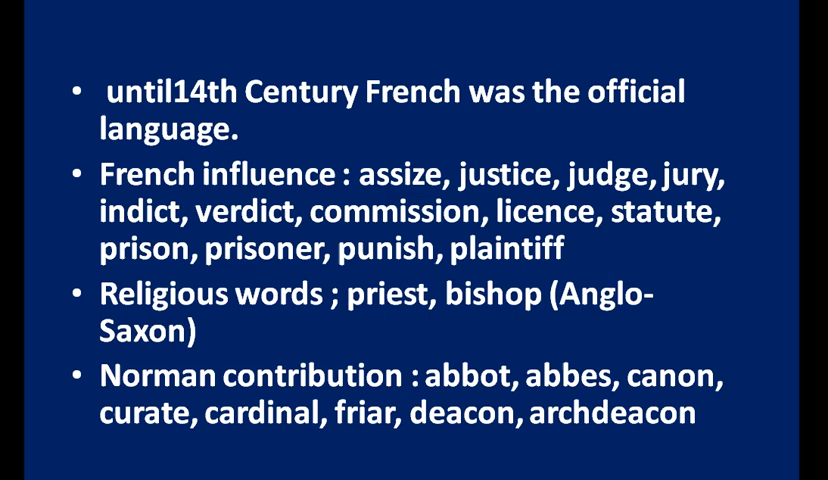 • until14th Century French was the official
language.
• French influence : assize, justice, judge, jury,
indict, verdict, commission, licence, statute,
prison, prisoner, punish, plaintiff
• Religious words ; priest, bishop (Anglo-
Saxon)
• Norman contribution : abbot, abbes, canon,
curate, cardinal, friar, deacon, archdeacon